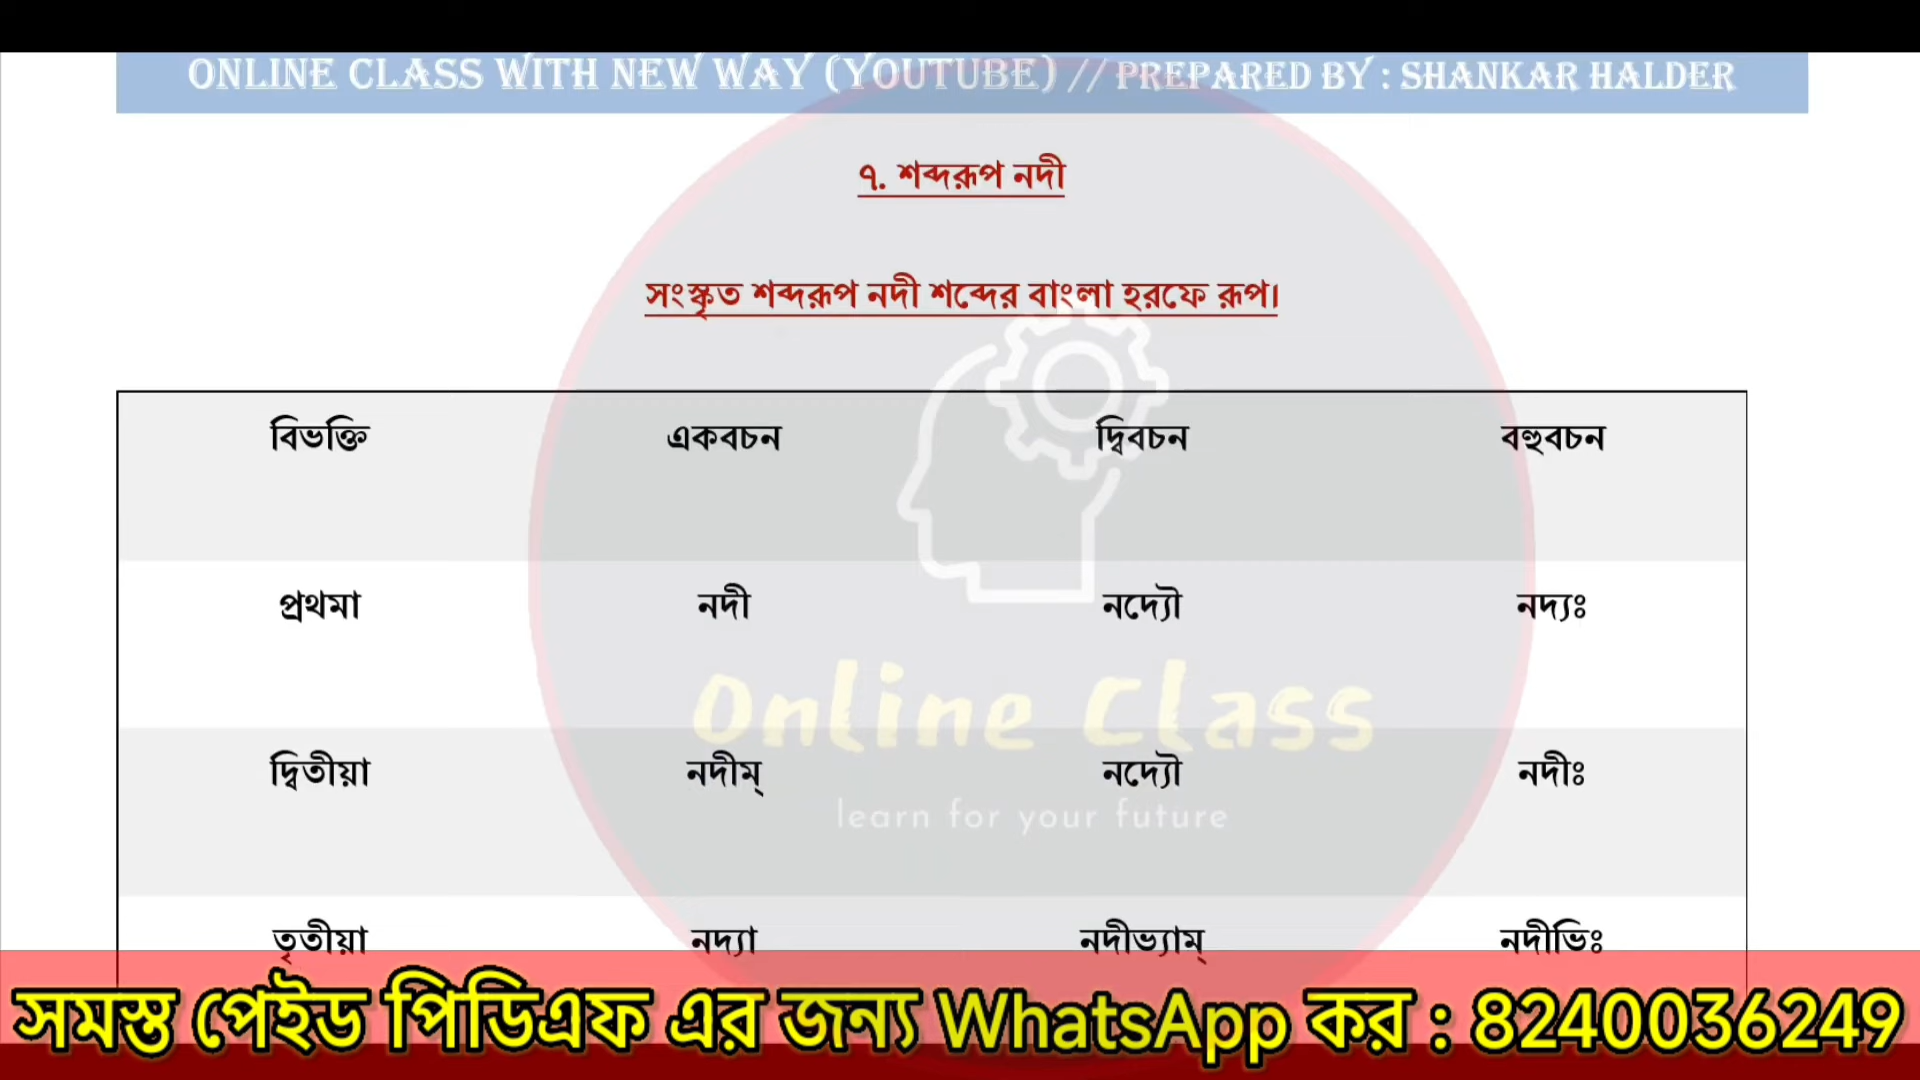 ONLINE CLASS WITH NEW WAY (YOUTUBE) // PREPARED BY : SHANKAR HALDER
৭. শব্দরূপ নদী
সংস্কৃত শব্দরূপ নদী শব্দের বাংলা হরফে রূপ।
বিভক্তি একবচন দ্বিবচন বহুবচন
প্রথমা নদী নদ্যৌ নদ্যঃ
Online Class
দ্বিতীয়া নদীম্ নদ্যৌ নদীঃ
learn for your future
তৃতীয়া নদ্যা নদীভ্যাম্ নদীভিঃ
সমস্ত পেইড পিডিএফ এর জন্য WhatsApp কর : 8240036249